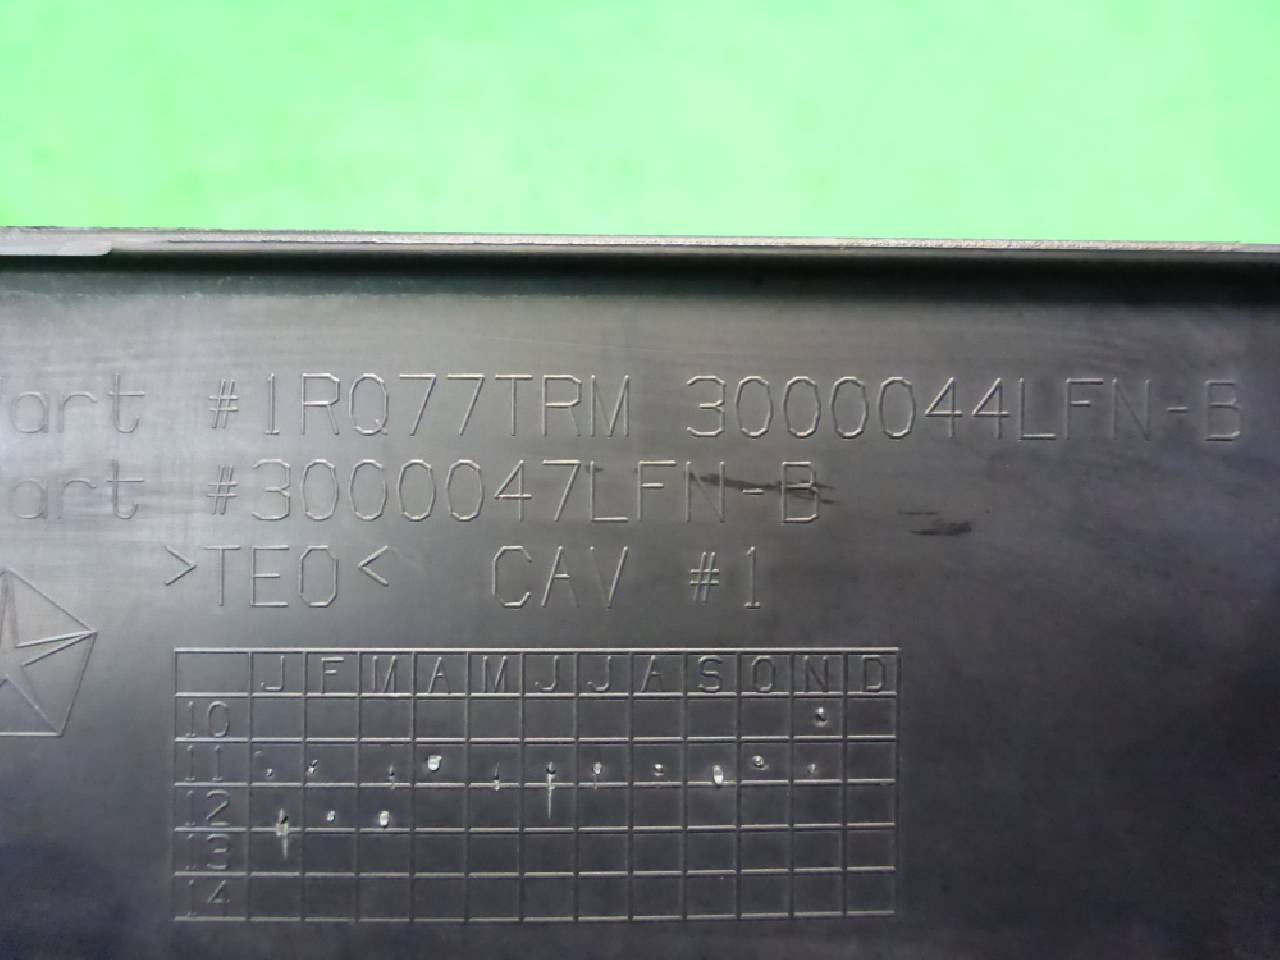 Part #1RQ77TRM 3000044LFN-B
Part #3000047LFN-B
>TEO< CAV #1
J F M A M J J A S O N D
10
11
12
13
14